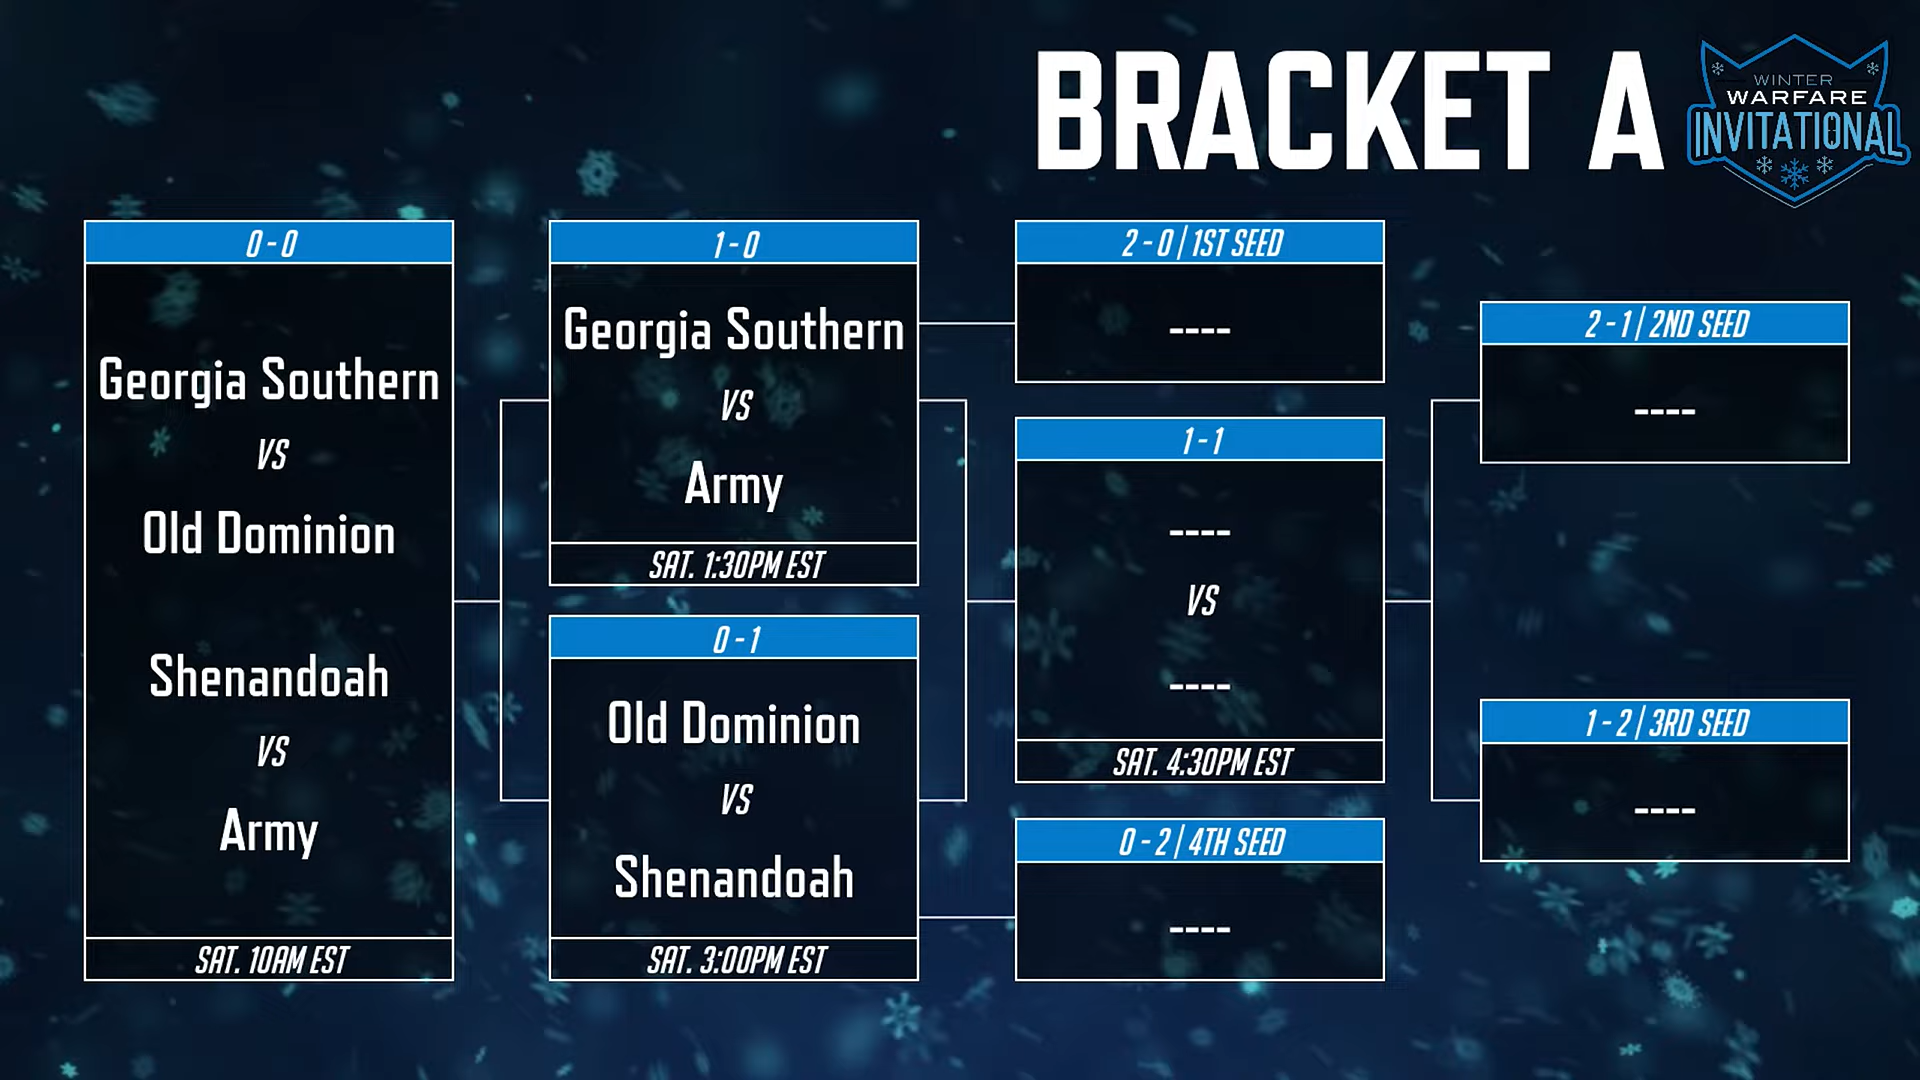 BRACKET A
WINTER
WARFARE
INVITATIONAL
0 - 0
Georgia Southern
VS
Old Dominion
Shenandoah
VS
Army
SAT. 10AM EST
1 - 0
Georgia Southern
VS
Army
SAT. 1:30PM EST
0 - 1
Old Dominion
VS
Shenandoah
SAT. 3:00PM EST
2 - 0 | 1ST SEED
----
1 - 1
----
VS
----
SAT. 4:30PM EST
0 - 2 | 4TH SEED
----
2 - 1 | 2ND SEED
----
1 - 2 | 3RD SEED
----